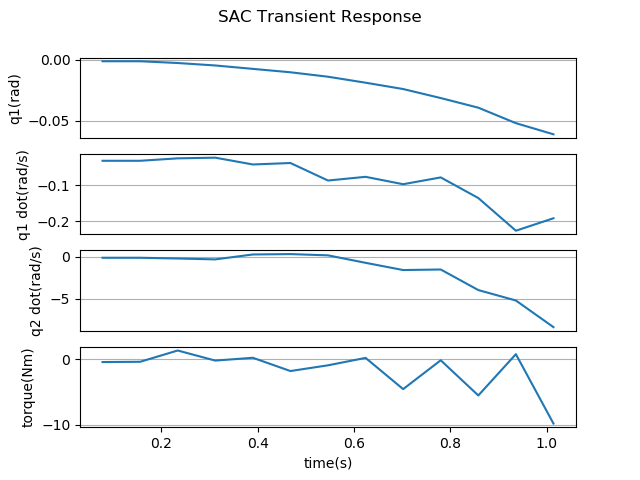 SAC Transient Response
0.00
−0.05
q1(rad)
−0.1
−0.2
q1 dot(rad/s)
0
−5
q2 dot(rad/s)
0
−10
torque(Nm)
0.2 0.4 0.6 0.8 1.0
time(s)